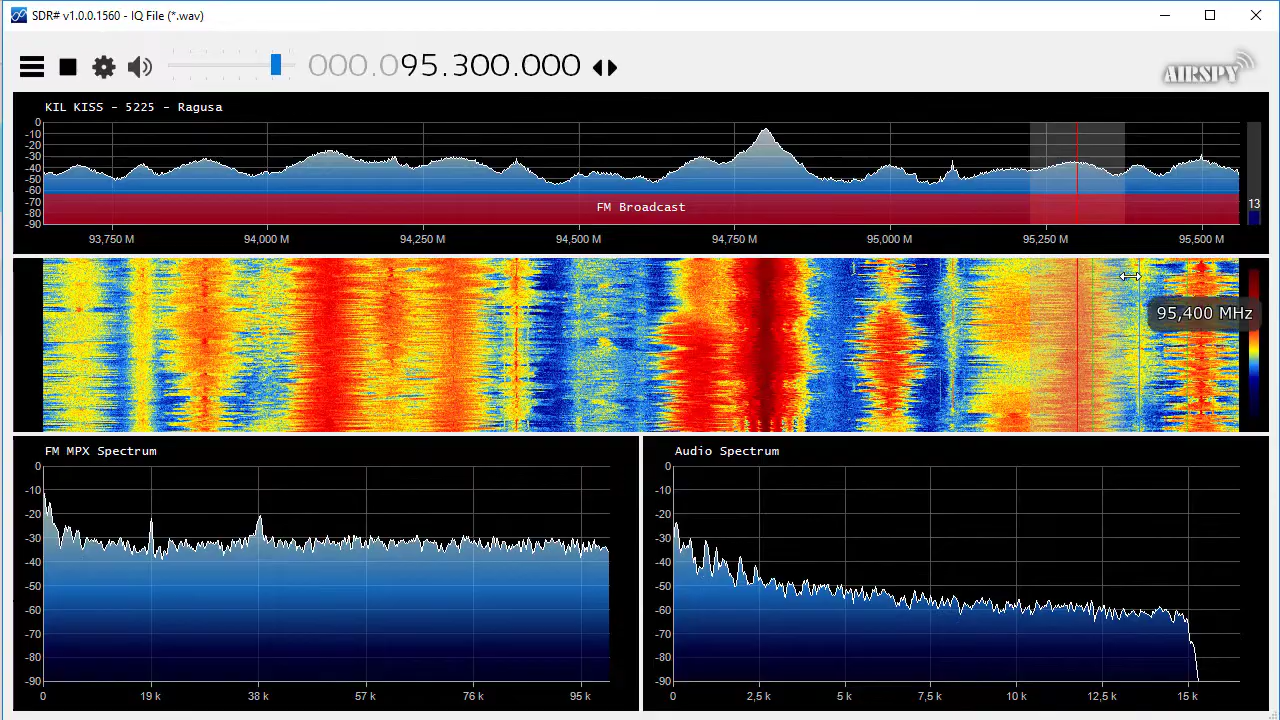 SDR# v1.0.0.1560 - IQ File (*.wav)
000.095.300.000
AIRSPY
KIL KISS - 5225 - Ragusa
0
-10
-20
-30
-40
-50
-60
-70
-80
-90
FM Broadcast
13
93,750 M
94,000 M
94,250 M
94,500 M
94,750 M
95,000 M
95,250 M
95,500 M
95,400 MHz
FM MPX Spectrum
0
-10
-20
-30
-40
-50
-60
-70
-80
-90
0
19 k
38 k
57 k
76 k
95 k
Audio Spectrum
0
-10
-20
-30
-40
-50
-60
-70
-80
-90
0
2,5 k
5 k
7,5 k
10 k
12,5 k
15 k